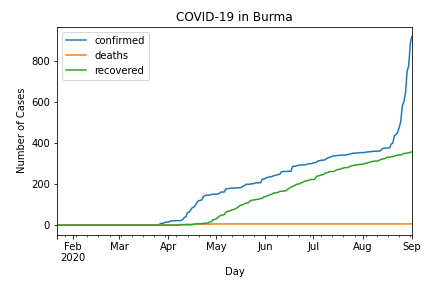 COVID-19 in Burma
confirmed
deaths
recovered
Number of Cases
800
600
400
200
0
Feb Mar Apr May Jun Jul Aug Sep
2020
Day